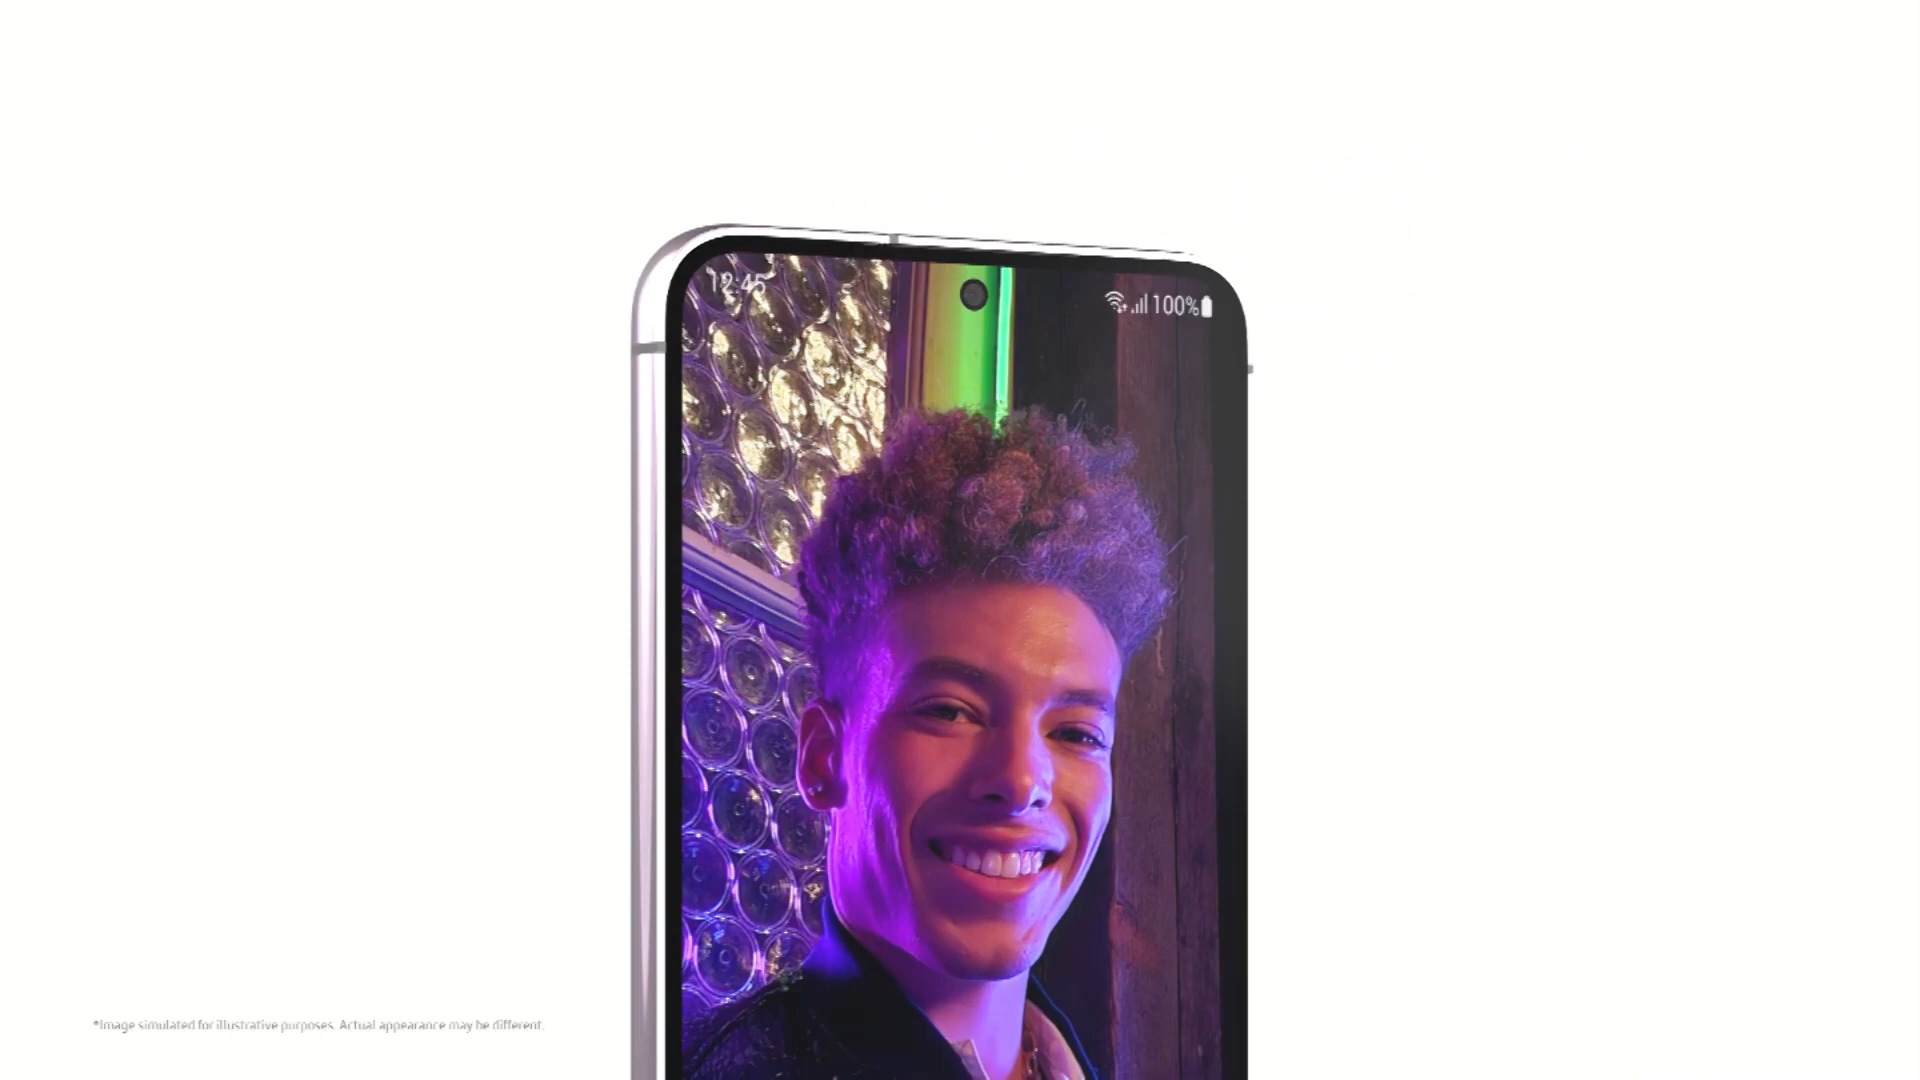 12:45
100%
*Image simulated for illustrative purposes. Actual appearance may be different.